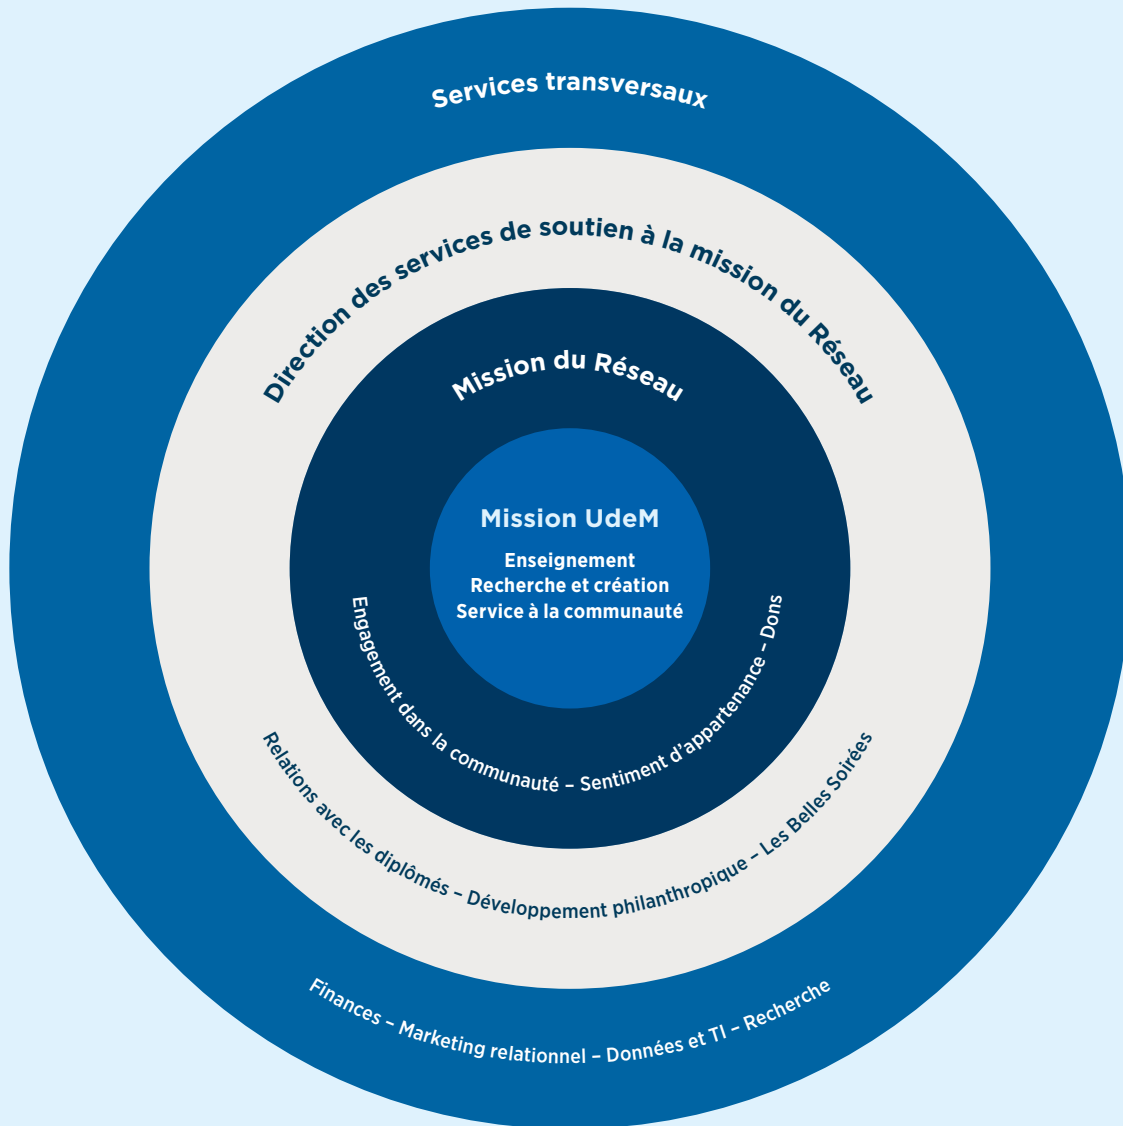 Services transversaux
Direction des services de soutien à la mission du Réseau
Mission du Réseau
Mission UdeM
Enseignement
Recherche et création
Service à la communauté
Engagement dans la communauté – Sentiment d’appartenance – Dons
Relations avec les diplômés – Développement philanthropique – Les Belles Soirées
Finances – Marketing relationnel – Données et TI – Recherche